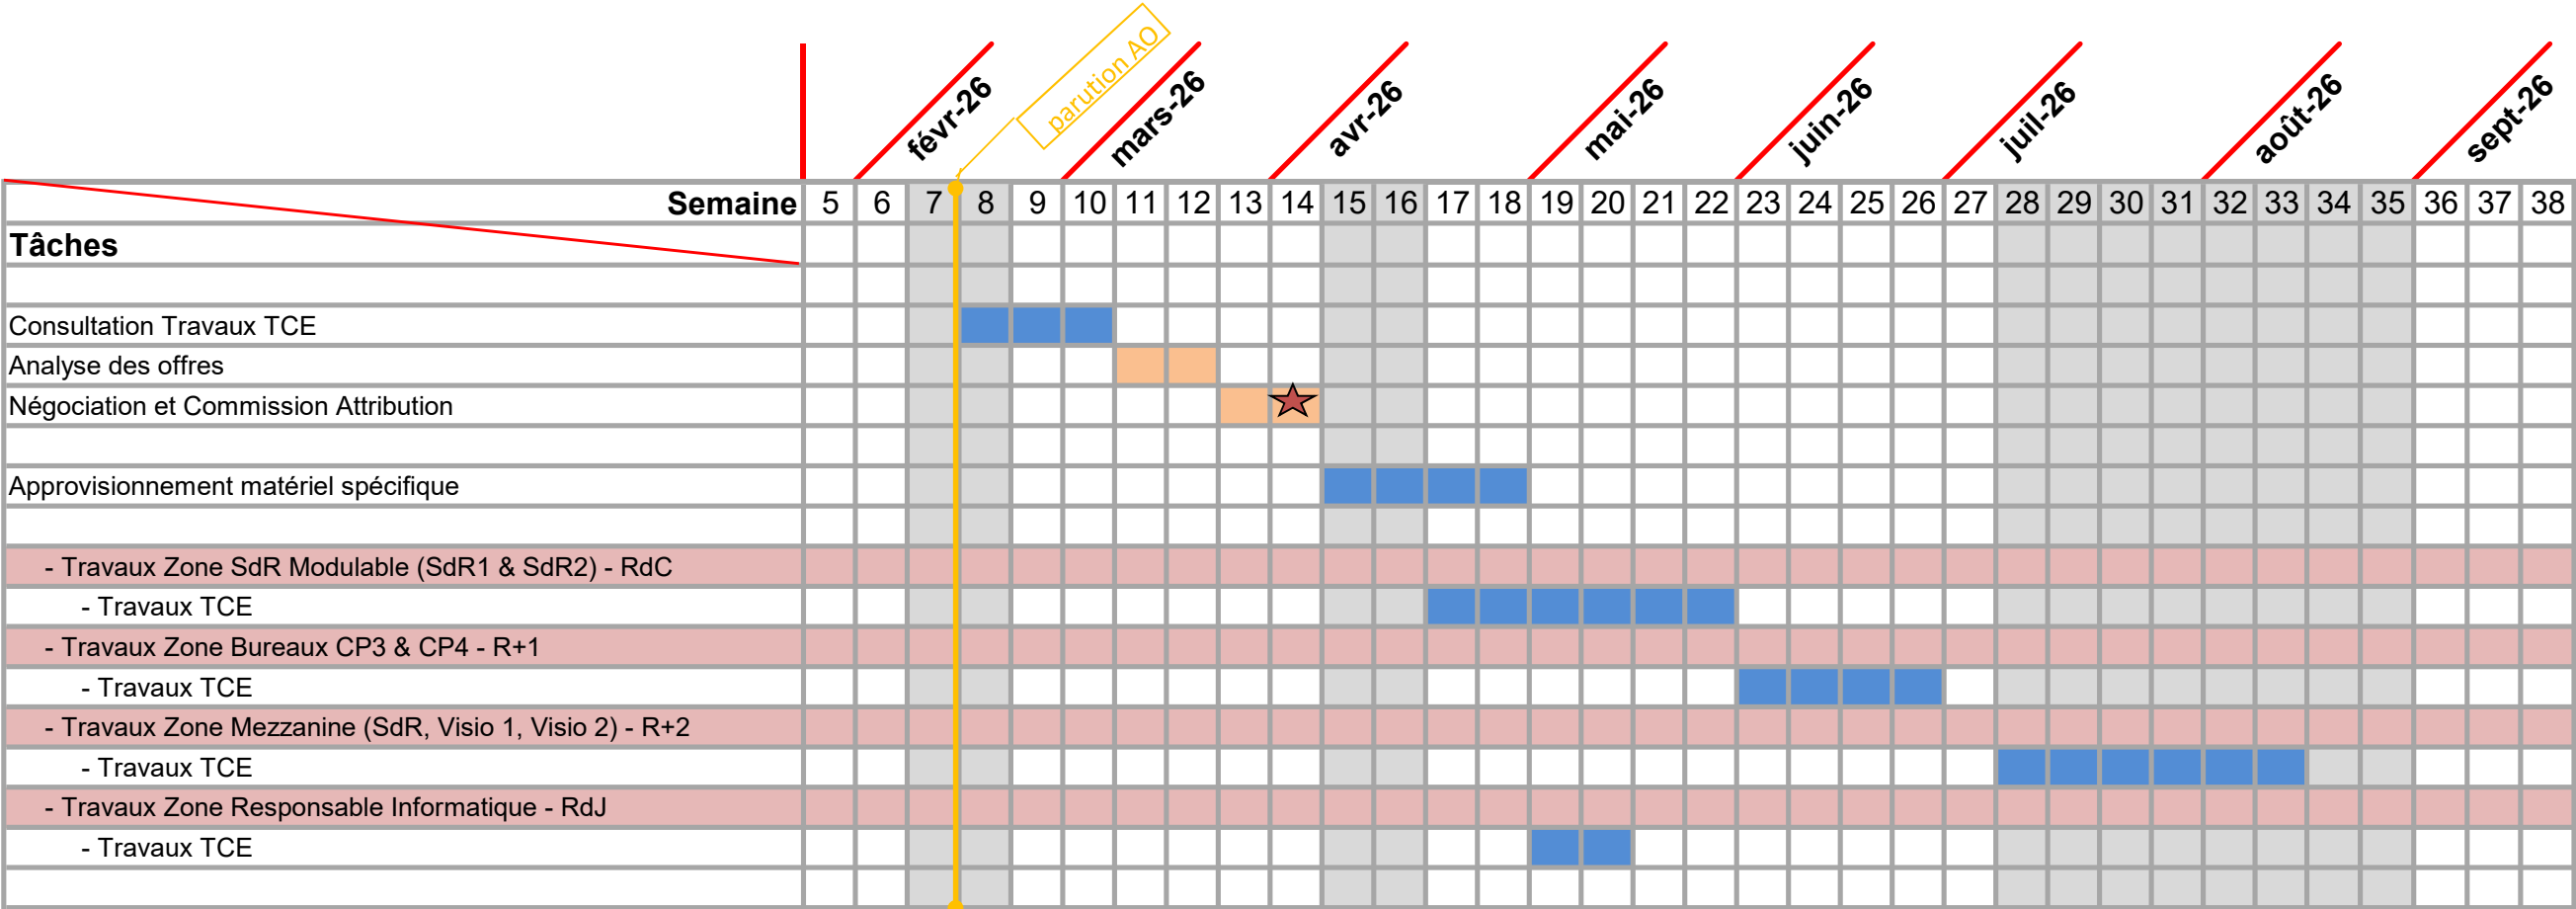 parution AO
févr-26 mars-26 avr-26 mai-26 juin-26 juil-26 août-26 sept-26
Semaine 5 6 7 8 9 10 11 12 13 14 15 16 17 18 19 20 21 22 23 24 25 26 27 28 29 30 31 32 33 34 35 36 37 38
Tâches
Consultation Travaux TCE
Analyse des offres
Négociation et Commission Attribution
Approvisionnement matériel spécifique
- Travaux Zone SdR Modulable (SdR1 & SdR2) - RdC
- Travaux TCE
- Travaux Zone Bureaux CP3 & CP4 - R+1
- Travaux TCE
- Travaux Zone Mezzanine (SdR, Visio 1, Visio 2) - R+2
- Travaux TCE
- Travaux Zone Responsable Informatique - RdJ
- Travaux TCE